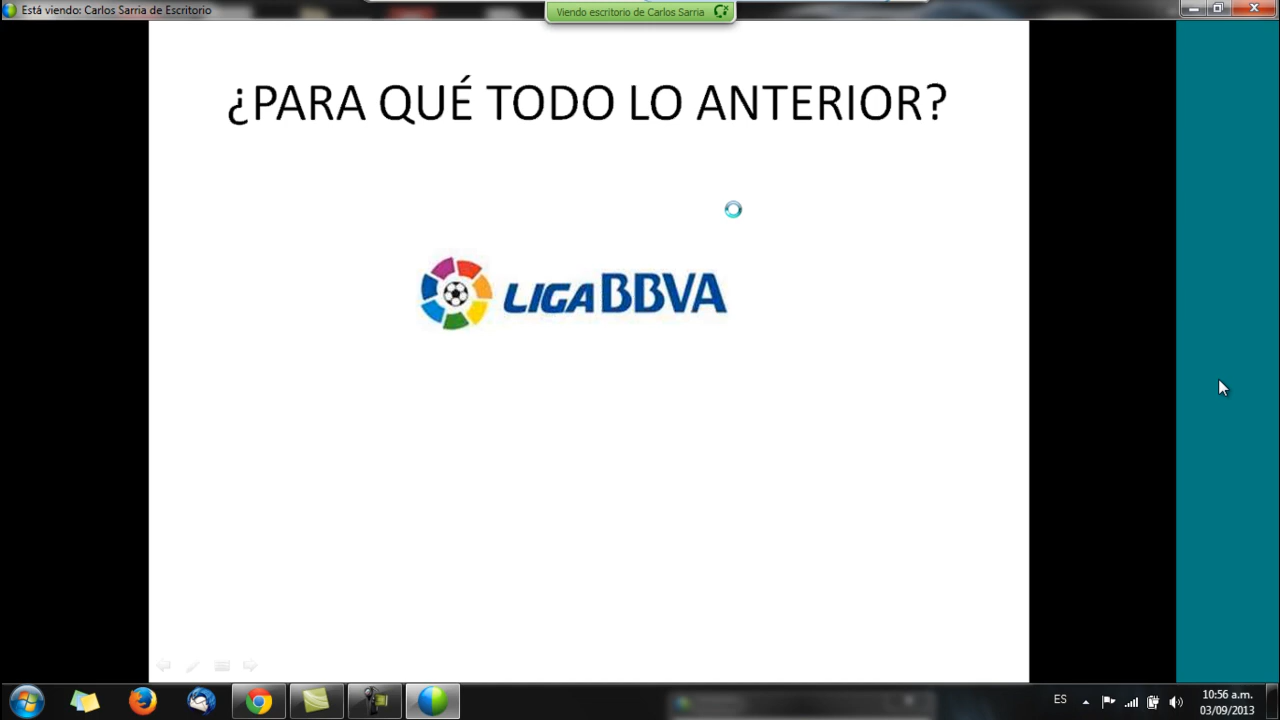 Está viendo: Carlos Sarria de Escritorio
Viendo escritorio de Carlos Sarria
¿PARA QUÉ TODO LO ANTERIOR?
LIGA BBVA
ES
10:56 a.m.
03/09/2013